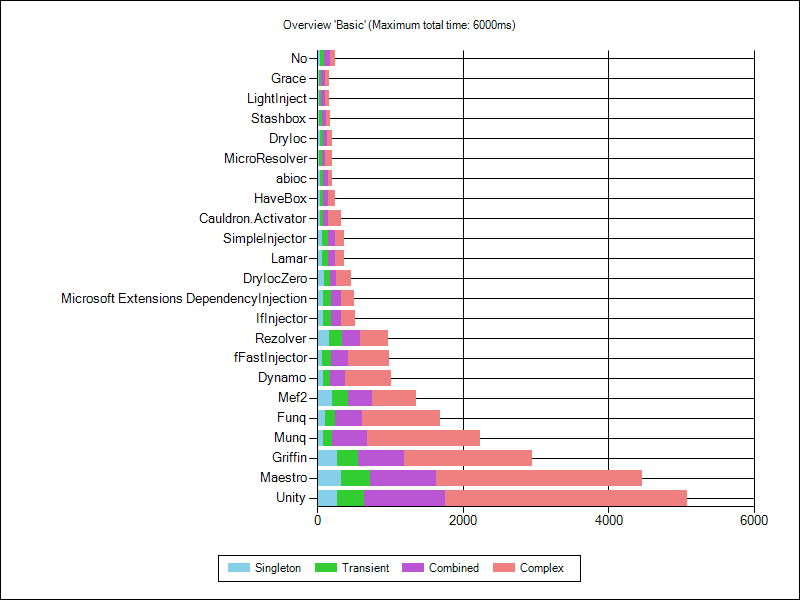 Overview 'Basic' (Maximum total time: 6000ms)
No
Grace
LightInject
Stashbox
DryIoc
MicroResolver
abioc
HaveBox
Cauldron.Activator
SimpleInjector
Lamar
DryIocZero
Microsoft Extensions DependencyInjection
IfInjector
Rezolver
fFastInjector
Dynamo
Mef2
Funq
Munq
Griffin
Maestro
Unity
0 2000 4000 6000
Singleton Transient Combined Complex